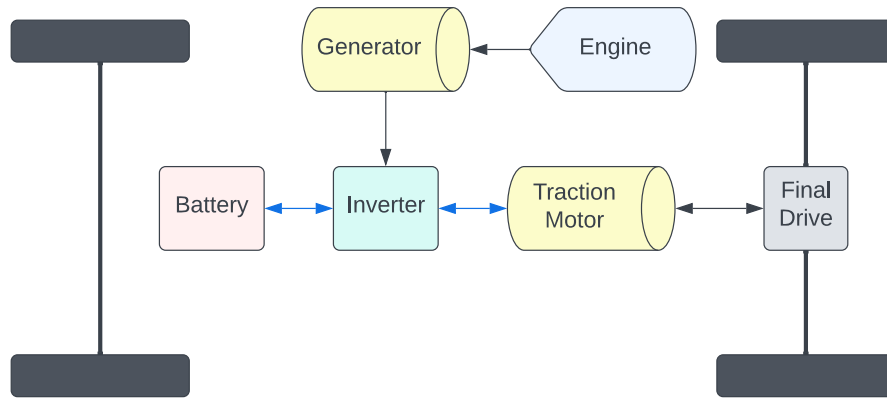 Generator
Engine
Battery
Inverter
Traction
Motor
Final
Drive